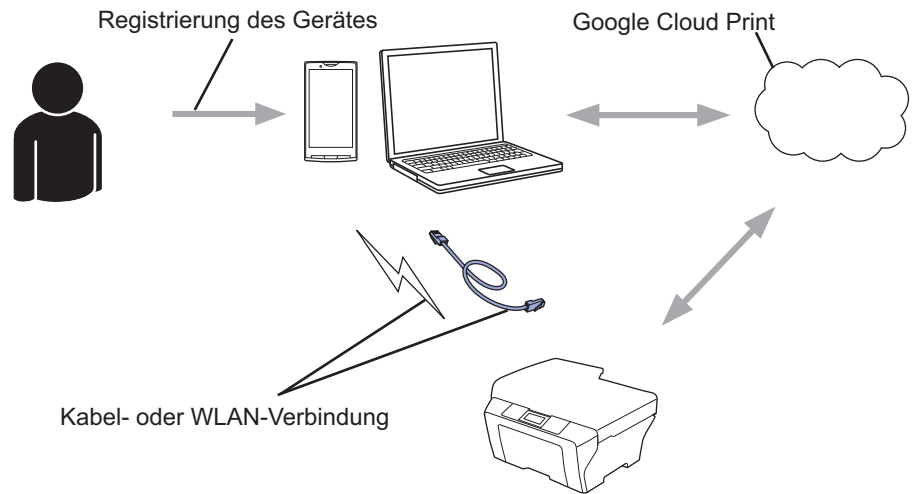 Registrierung des Gerätes
Google Cloud Print
Kabel- oder WLAN-Verbindung